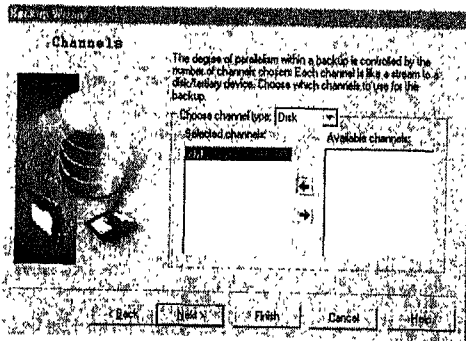 Backup Wizard
Channels
The degree of parallelism within a backup is controlled by the
number of channels chosen. Each channel is like a stream to a
disk/tertiary device. Choose which channels to use for the
backup.
Choose channel type: Disk
Selected channels:
Available channels:
< Back
Next >
Finish
Cancel
Help